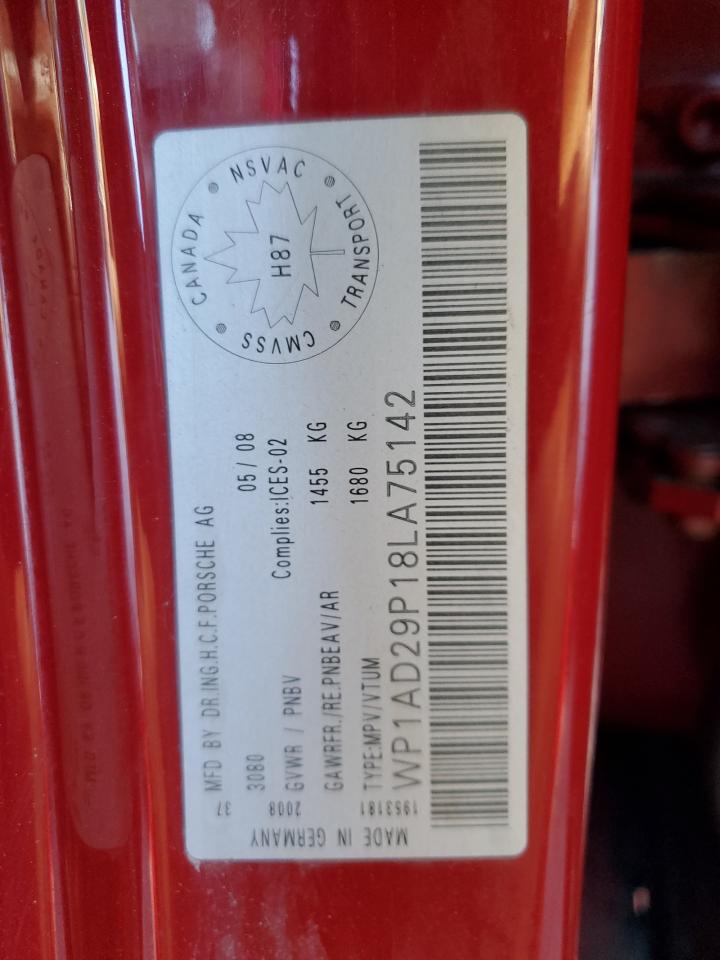 MFD BY DR.ING.H.C.F.PORSCHE AG
3080 05/08
GVWR / PNBV Complies:ICES-02
GAWRFR./RE.PNBEAV/AR 1455 KG
TYPE:MPV/VTUM 1680 KG
WP1AD29P18LA75142
CANADA
NSVAC
TRANSPORT
CMVSS
H87
37
2008
1953181
MADE IN GERMANY